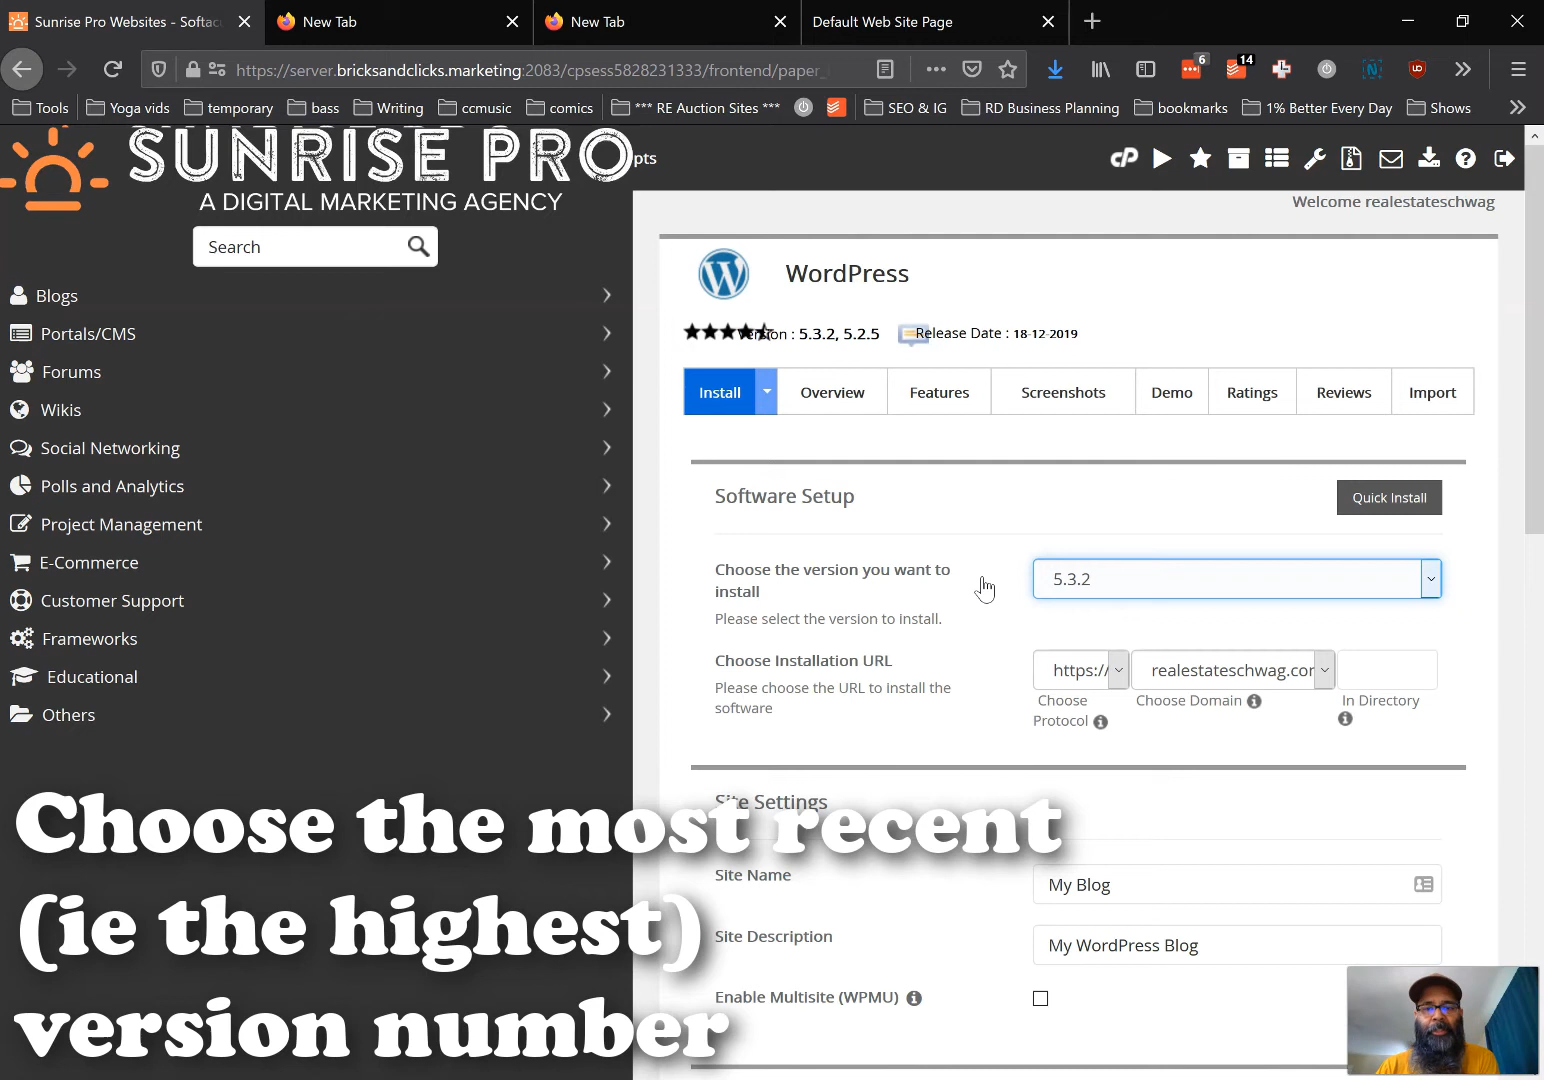 Sunrise Pro Websites - Softac
New Tab
New Tab
Default Web Site Page
https://server.bricksandclicks.marketing:2083/cpsess5828231333/frontend/paper_
6
14
Tools
Yoga vids
temporary
bass
Writing
ccmusic
comics
*** RE Auction Sites ***
SEO & IG
RD Business Planning
bookmarks
1% Better Every Day
Shows
SUNRISE PRO
A DIGITAL MARKETING AGENCY
pts
cP
Welcome realestateschwag
Search
Blogs
Portals/CMS
Forums
Wikis
Social Networking
Polls and Analytics
Project Management
E-Commerce
Customer Support
Frameworks
Educational
Others
WordPress
Version : 5.3.2, 5.2.5
Release Date : 18-12-2019
Install
Overview
Features
Screenshots
Demo
Ratings
Reviews
Import
Software Setup
Quick Install
Choose the version you want to
install
Please select the version to install.
5.3.2
Choose Installation URL
Please choose the URL to install the
software
https://
realestateschwag.cor
Choose
Protocol
Choose Domain
In Directory
Site Settings
Site Name
My Blog
Site Description
My WordPress Blog
Enable Multisite (WPMU)
Choose the most recent
(ie the highest)
version number